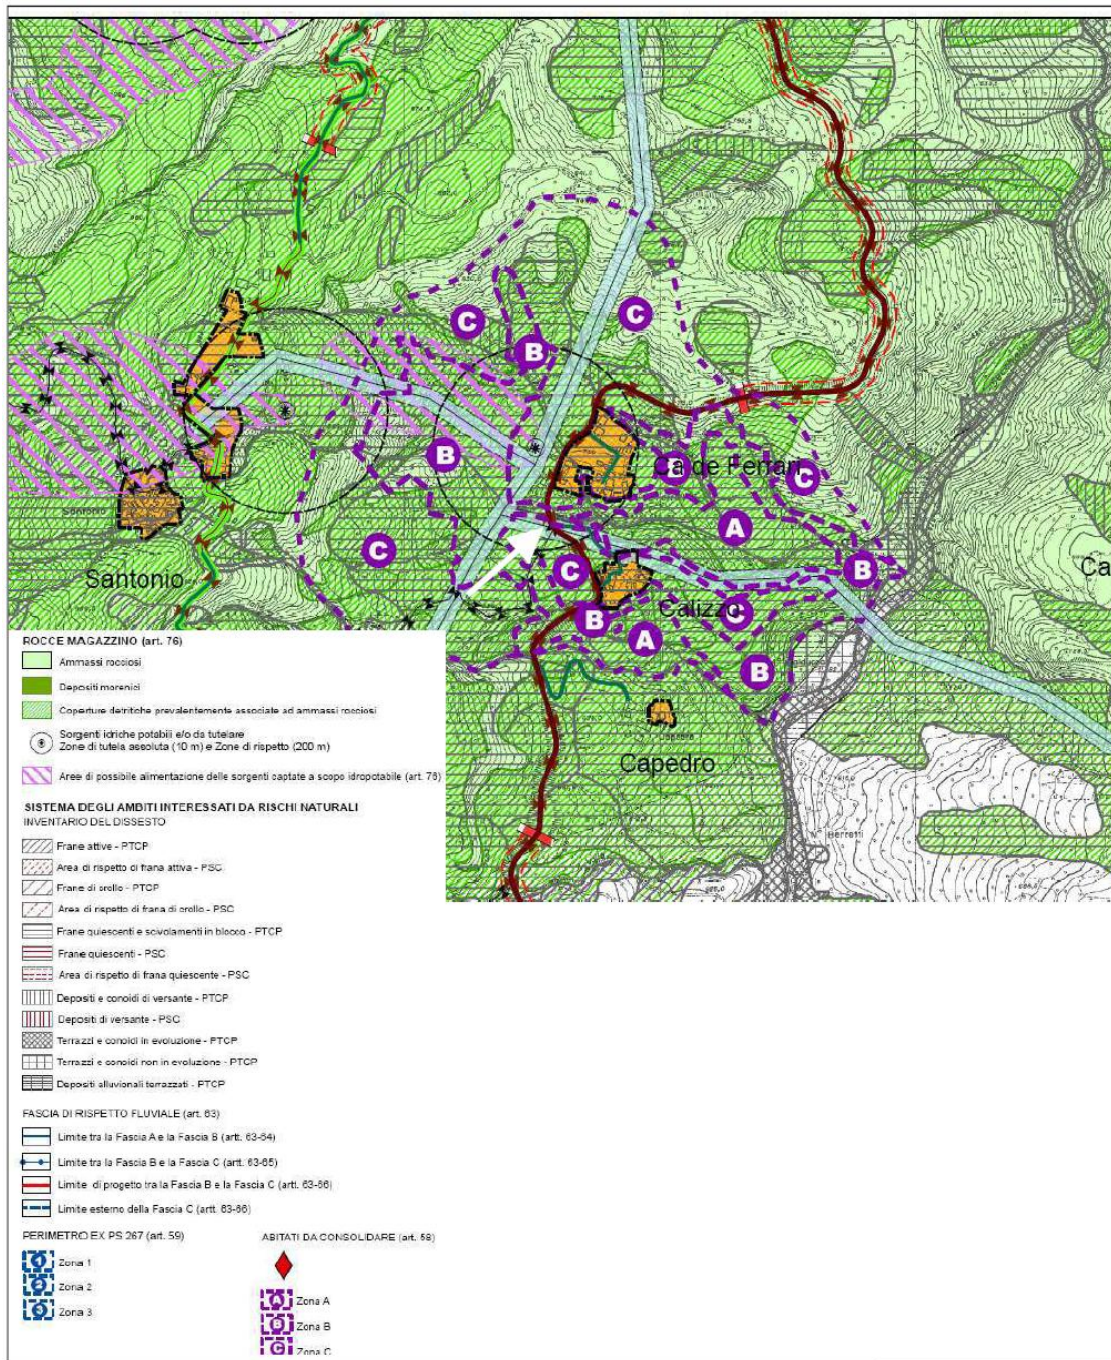 C
B
C
B
Ca de Ferrari
B
C
A
C
B
Santonio
C
Calizzo
Ca
B
A
C
B
Capedro
Berretti
ROCCE MAGAZZINO (art. 76)
Ammassi rocciosi
Depositi morenici
Coperture detritiche prevalentemente associate ad ammassi rocciosi
Sorgenti idriche potabili e/o da tutelare
Zone di tutela assoluta (10 m) e Zone di rispetto (200 m)
Aree di possibile alimentazione delle sorgenti captate a scopo idropotabile (art. 76)
SISTEMA DEGLI AMBITI INTERESSATI DA RISCHI NATURALI
INVENTARIO DEL DISSESTO
Frane attive - PTCP
Area di rispetto di frana attiva - PSC
Frane di crollo - PTCP
Area di rispetto di frana di crollo - PSC
Frane quiescenti e scivolamenti in blocco - PTCP
Frane quiescenti - PSC
Area di rispetto di frana quiescente - PSC
Depositi e conoidi di versante - PTCP
Depositi di versante - PSC
Terrazzi e conoidi in evoluzione - PTCP
Terrazzi e conoidi non in evoluzione - PTCP
Depositi alluvionali terrazzati - PTCP
FASCIA DI RISPETTO FLUVIALE (art. 63)
Limite tra la Fascia A e la Fascia B (artt. 63-64)
Limite tra la Fascia B e la Fascia C (artt. 63-65)
Limite di progetto tra la Fascia B e la Fascia C (artt. 63-66)
Limite esterno della Fascia C (artt. 63-66)
PERIMETRO EX PS 267 (art. 59)
1 Zona 1
2 Zona 2
3 Zona 3
ABITATI DA CONSOLIDARE (art. 58)
A Zona A
B Zona B
C Zona C